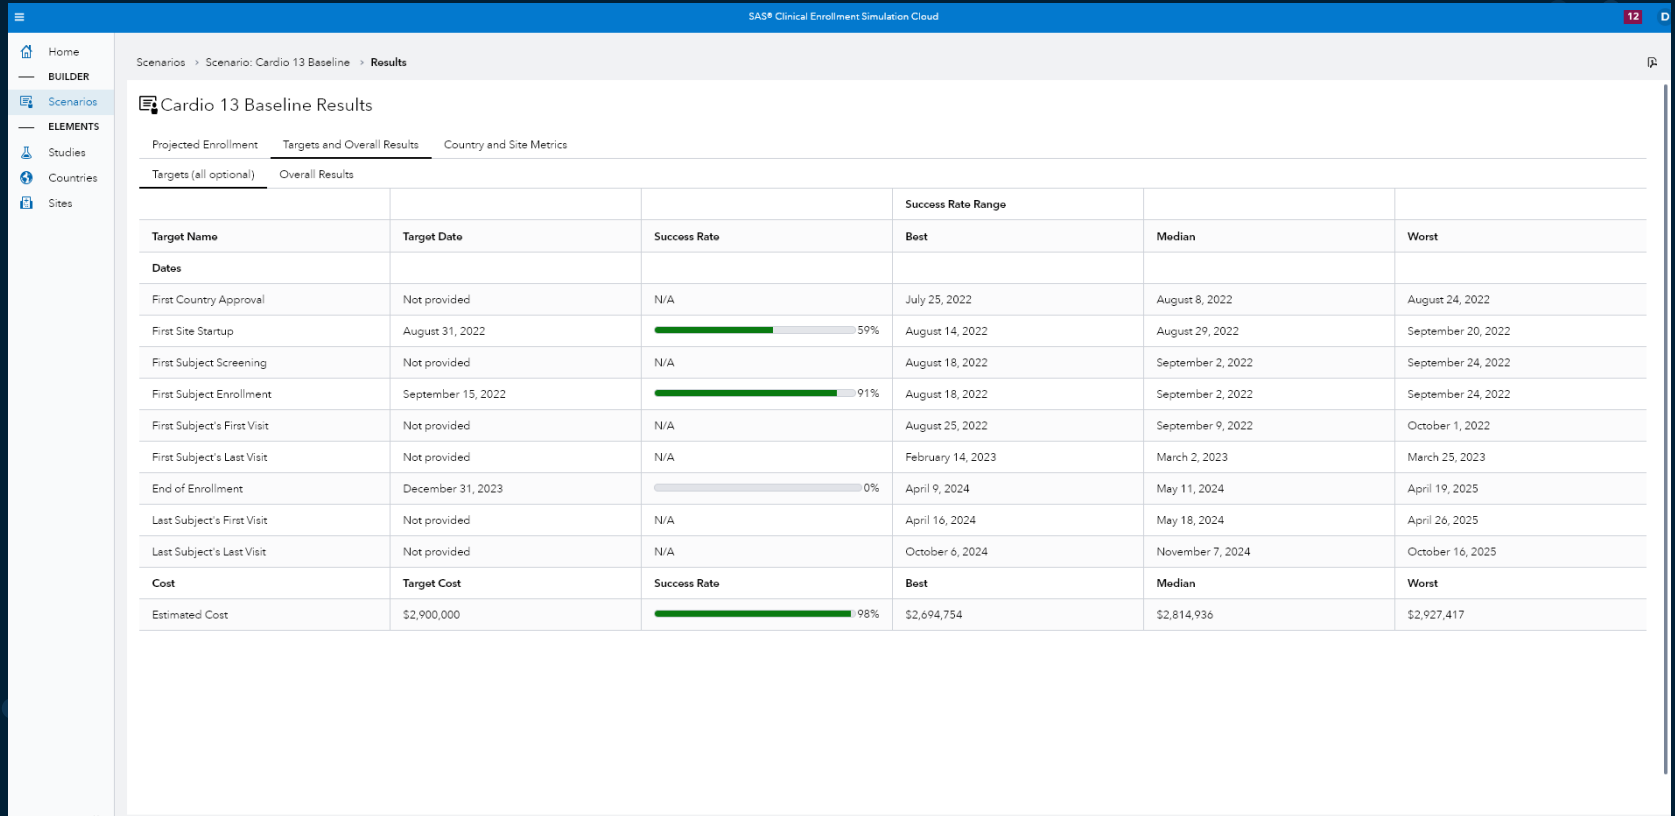 SAS® Clinical Enrollment Simulation Cloud 12 D
Home
BUILDER
Scenarios
ELEMENTS
Studies
Countries
Sites
Scenarios > Scenario: Cardio 13 Baseline > Results
Cardio 13 Baseline Results
Projected Enrollment Targets and Overall Results Country and Site Metrics
Targets (all optional) Overall Results
Success Rate Range
Target Name Target Date Success Rate Best Median Worst
Dates
First Country Approval Not provided N/A July 25, 2022 August 8, 2022 August 24, 2022
First Site Startup August 31, 2022 59% August 14, 2022 August 29, 2022 September 20, 2022
First Subject Screening Not provided N/A August 18, 2022 September 2, 2022 September 24, 2022
First Subject Enrollment September 15, 2022 91% August 18, 2022 September 2, 2022 September 24, 2022
First Subject's First Visit Not provided N/A August 25, 2022 September 9, 2022 October 1, 2022
First Subject's Last Visit Not provided N/A February 14, 2023 March 2, 2023 March 25, 2023
End of Enrollment December 31, 2023 0% April 9, 2024 May 11, 2024 April 19, 2025
Last Subject's First Visit Not provided N/A April 16, 2024 May 18, 2024 April 26, 2025
Last Subject's Last Visit Not provided N/A October 6, 2024 November 7, 2024 October 16, 2025
Cost Target Cost Success Rate Best Median Worst
Estimated Cost $2,900,000 98% $2,694,754 $2,814,936 $2,927,417